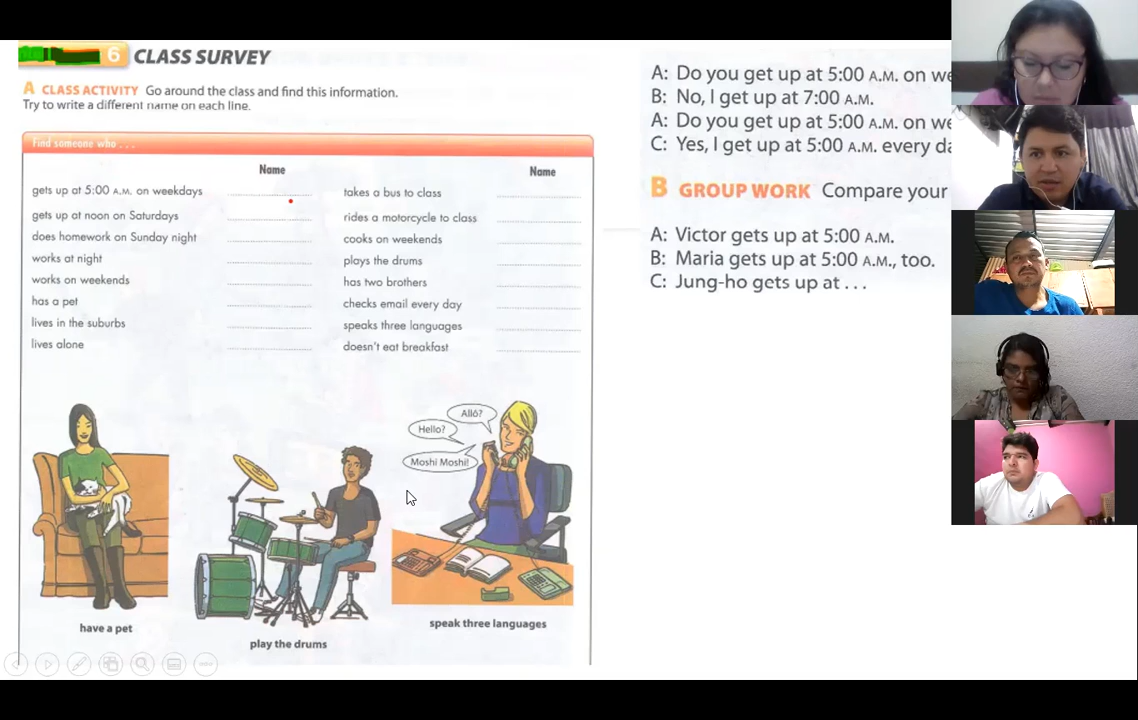 6 CLASS SURVEY
A CLASS ACTIVITY Go around the class and find this information.
Try to write a different name on each line.
Find someone who . . .
Name
gets up at 5:00 A.M. on weekdays
gets up at noon on Saturdays
does homework on Sunday night
works at night
works on weekends
has a pet
lives in the suburbs
lives alone
Name
takes a bus to class
rides a motorcycle to class
cooks on weekends
plays the drums
has two brothers
checks email every day
speaks three languages
doesn't eat breakfast
Allô?
Hello?
Moshi Moshi!
have a pet
play the drums
speak three languages
A: Do you get up at 5:00 A.M. on we
B: No, I get up at 7:00 A.M.
A: Do you get up at 5:00 A.M. on we
C: Yes, I get up at 5:00 A.M. every da
B GROUP WORK Compare your
A: Victor gets up at 5:00 A.M.
B: Maria gets up at 5:00 A.M., too.
C: Jung-ho gets up at . . .